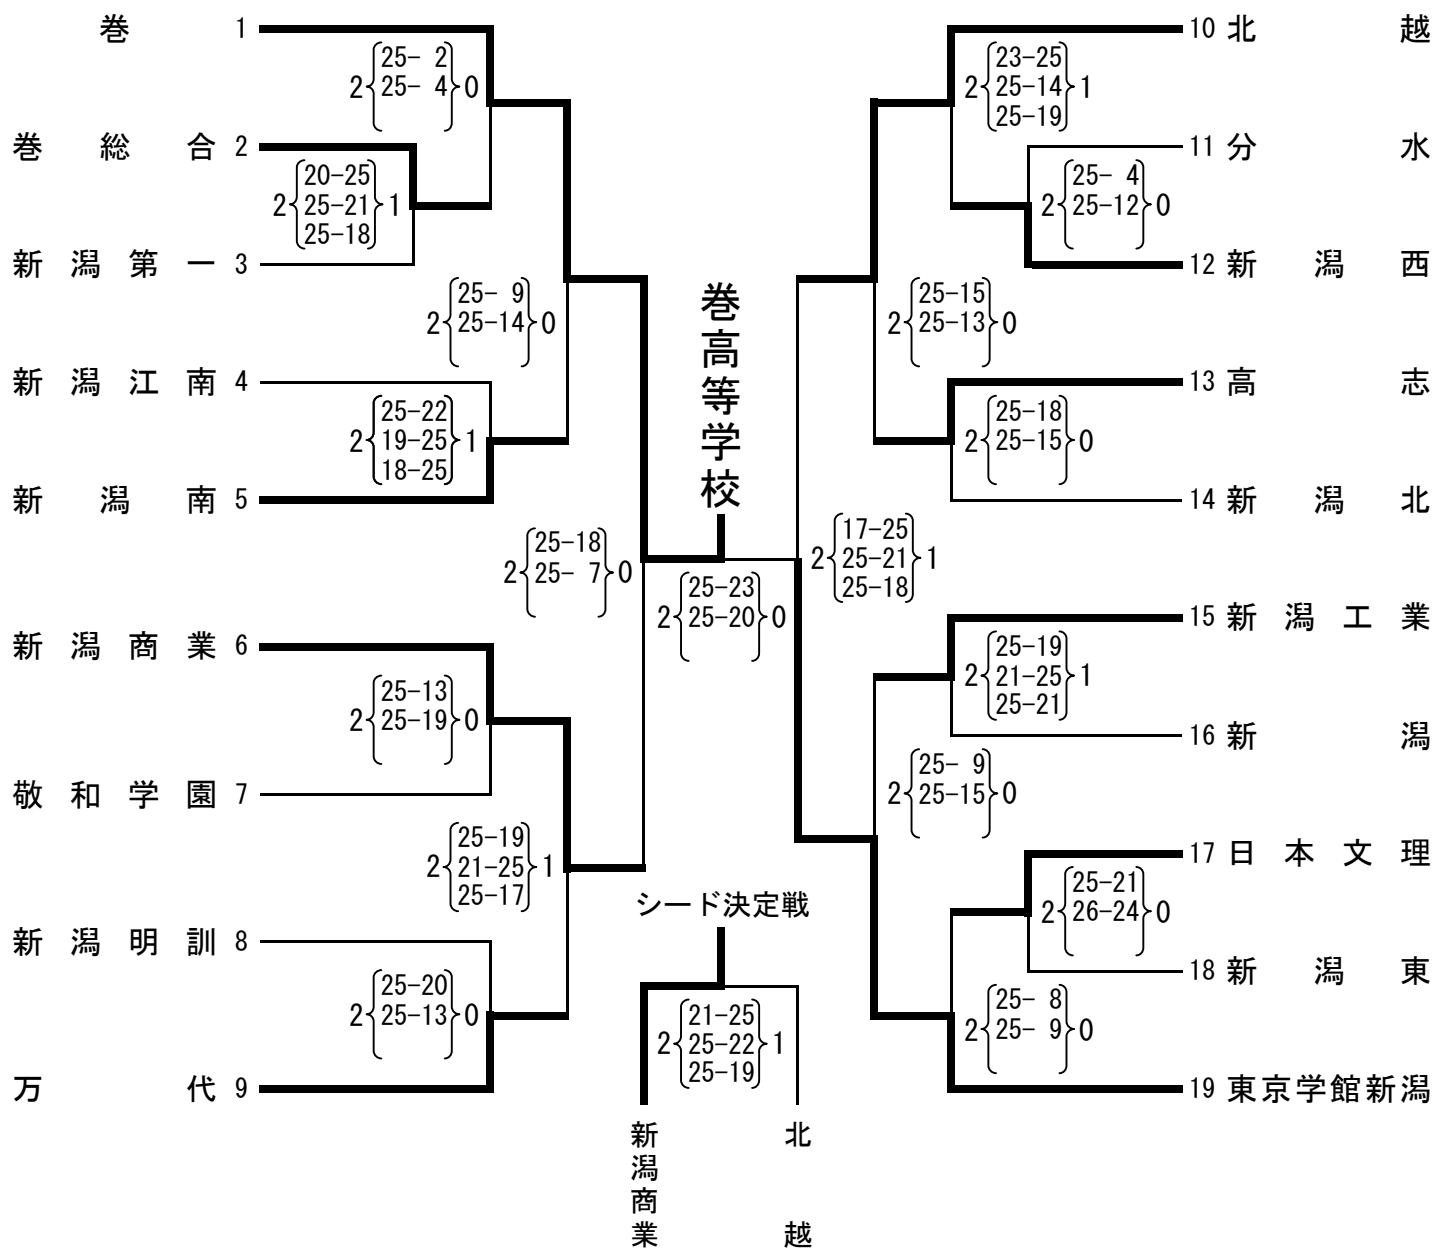 巻 1
2 25- 2 0
25- 4
巻総合 2
2 20-25 1
25-21
25-18
新潟第一 3
2 25- 9 0
25-14
新潟江南 4
2 25-22 1
19-25
18-25
新潟南 5
2 25-18 0
25- 7
新潟商業 6
2 25-13 0
25-19
敬和学園 7
2 25-19 1
21-25
25-17
新潟明訓 8
2 25-20 0
25-13
万代 9
巻高等学校
2 25-23 0
25-20
シード決定戦
2 21-25 1
25-22
25-19
新潟商業
北越
10 北越
2 23-25 1
25-14
25-19
11 分水
2 25- 4 0
25-12
12 新潟西
2 25-15 0
25-13
13 高志
2 25-18 0
25-15
14 新潟北
2 17-25 1
25-21
25-18
15 新潟工業
2 25-19 1
21-25
25-21
16 新潟
2 25- 9 0
25-15
17 日本文理
2 25-21 0
26-24
18 新潟東
2 25- 8 0
25- 9
19 東京学館新潟